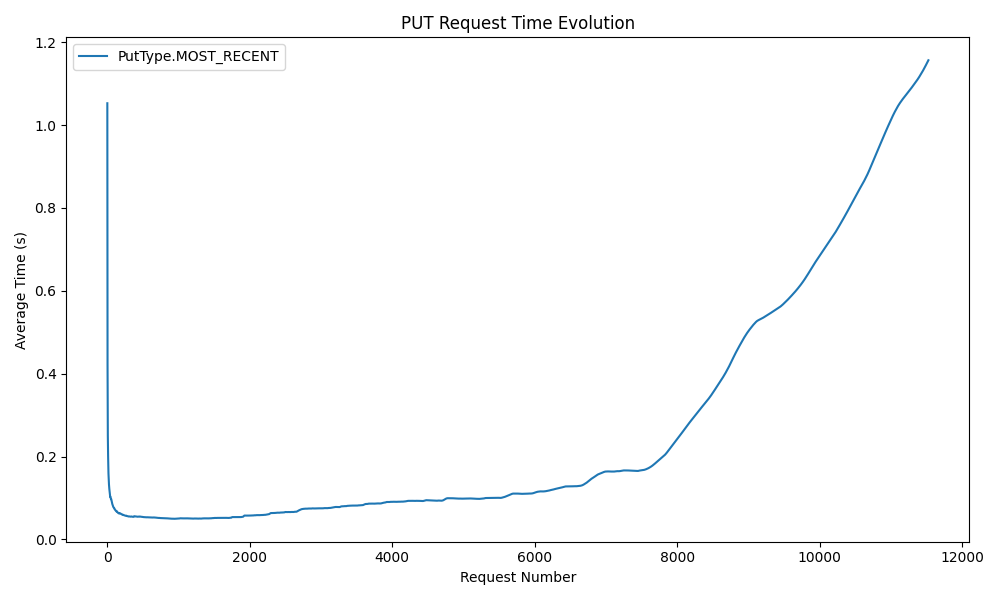 PUT Request Time Evolution
PutType.MOST_RECENT
Average Time (s)
1.2
1.0
0.8
0.6
0.4
0.2
0.0
0 2000 4000 6000 8000 10000 12000
Request Number